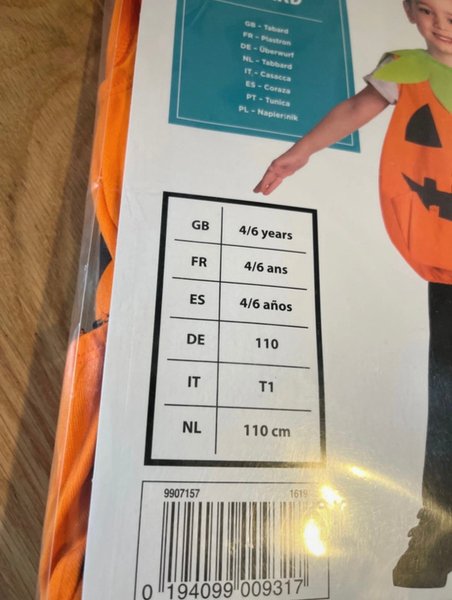 GB - Tabard
FR - Plastron
DE - Überwurf
NL - Tabbard
IT - Casacca
ES - Coraza
PT - Tunica
PL - Napierśnik
GB 4/6 years
FR 4/6 ans
ES 4/6 años
DE 110
IT T1
NL 110 cm
9907157 1619
0 194099 009317